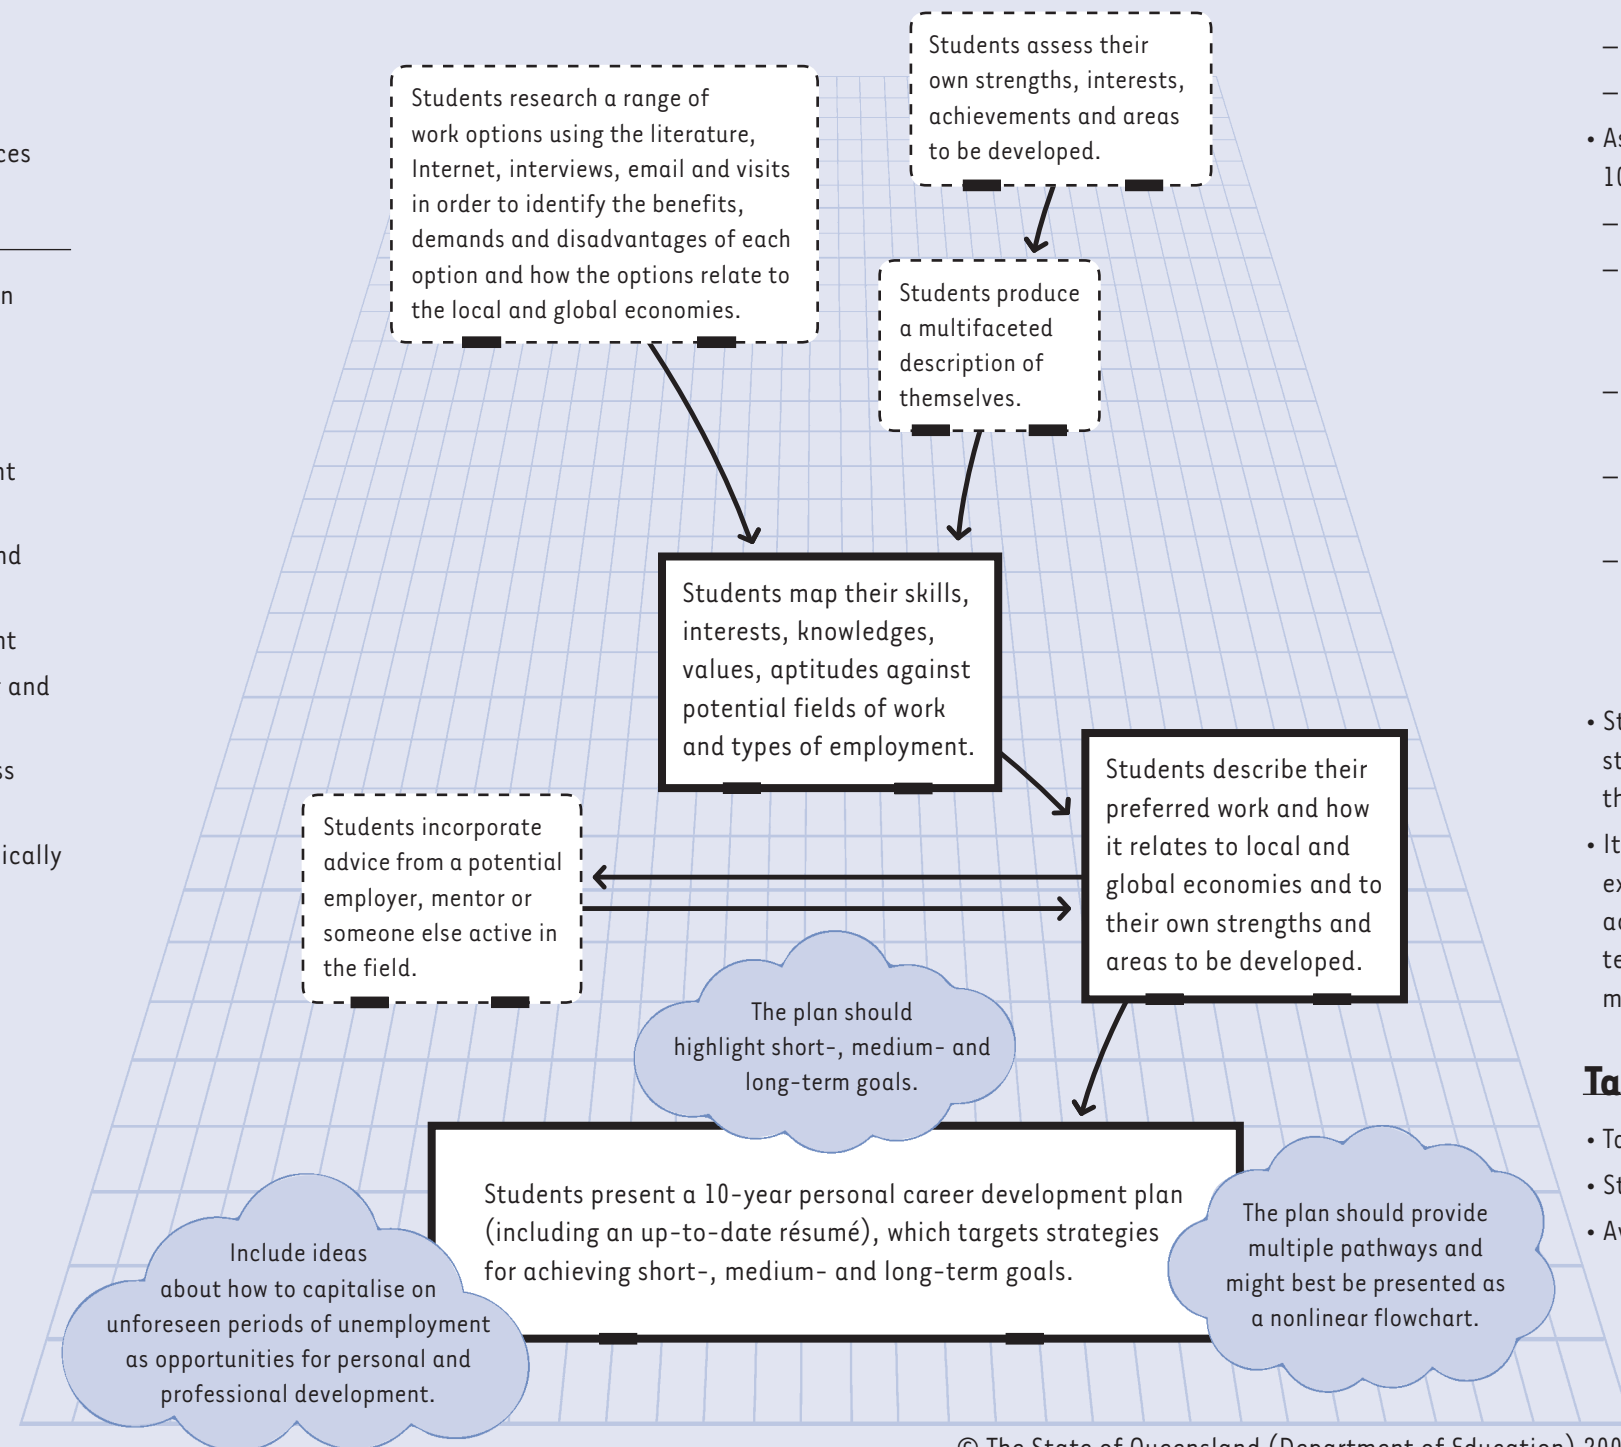 Students assess their
own strengths, interests,
achievements and areas
to be developed.
Students research a range of
work options using the literature,
Internet, interviews, email and visits
in order to identify the benefits,
demands and disadvantages of each
option and how the options relate to
the local and global economies.
Students produce
a multifaceted
description of
themselves.
Students map their skills,
interests, knowledges,
values, aptitudes against
potential fields of work
and types of employment.
Students describe their
preferred work and how
it relates to local and
global economies and to
their own strengths and
areas to be developed.
Students incorporate
advice from a potential
employer, mentor or
someone else active in
the field.
The plan should
highlight short-, medium- and
long-term goals.
Students present a 10-year personal career development plan
(including an up-to-date résumé), which targets strategies
for achieving short-, medium- and long-term goals.
The plan should provide
multiple pathways and
might best be presented as
a nonlinear flowchart.
Include ideas
about how to capitalise on
unforeseen periods of unemployment
as opportunities for personal and
professional development.
and
© The State of Queensland (Department of Education)